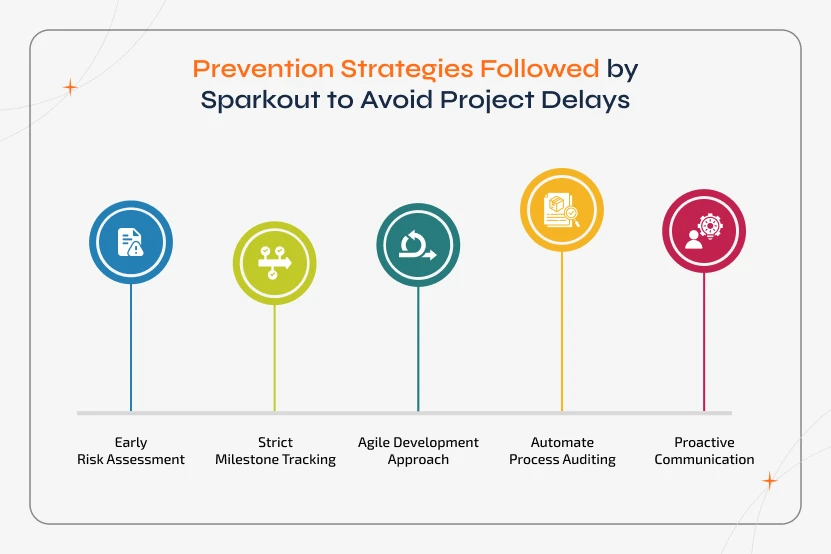 Prevention Strategies Followed by
Sparkout to Avoid Project Delays
Early
Risk Assessment
Strict
Milestone Tracking
Agile Development
Approach
Automate
Process Auditing
Proactive
Communication